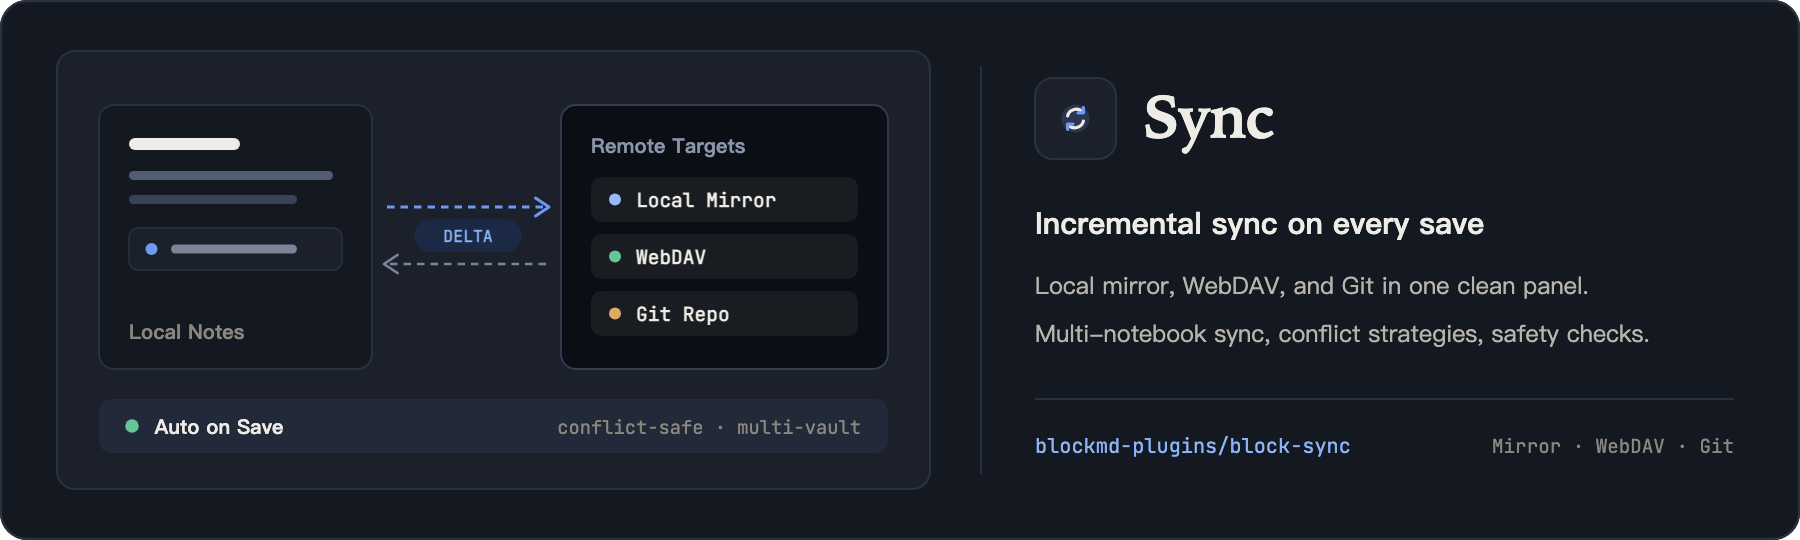 Local Notes
DELTA
Remote Targets
Local Mirror
WebDAV
Git Repo
Auto on Save
conflict-safe · multi-vault
Sync
Incremental sync on every save
Local mirror, WebDAV, and Git in one clean panel.
Multi–notebook sync, conflict strategies, safety checks.
blockmd-plugins/block-sync
Mirror · WebDAV · Git